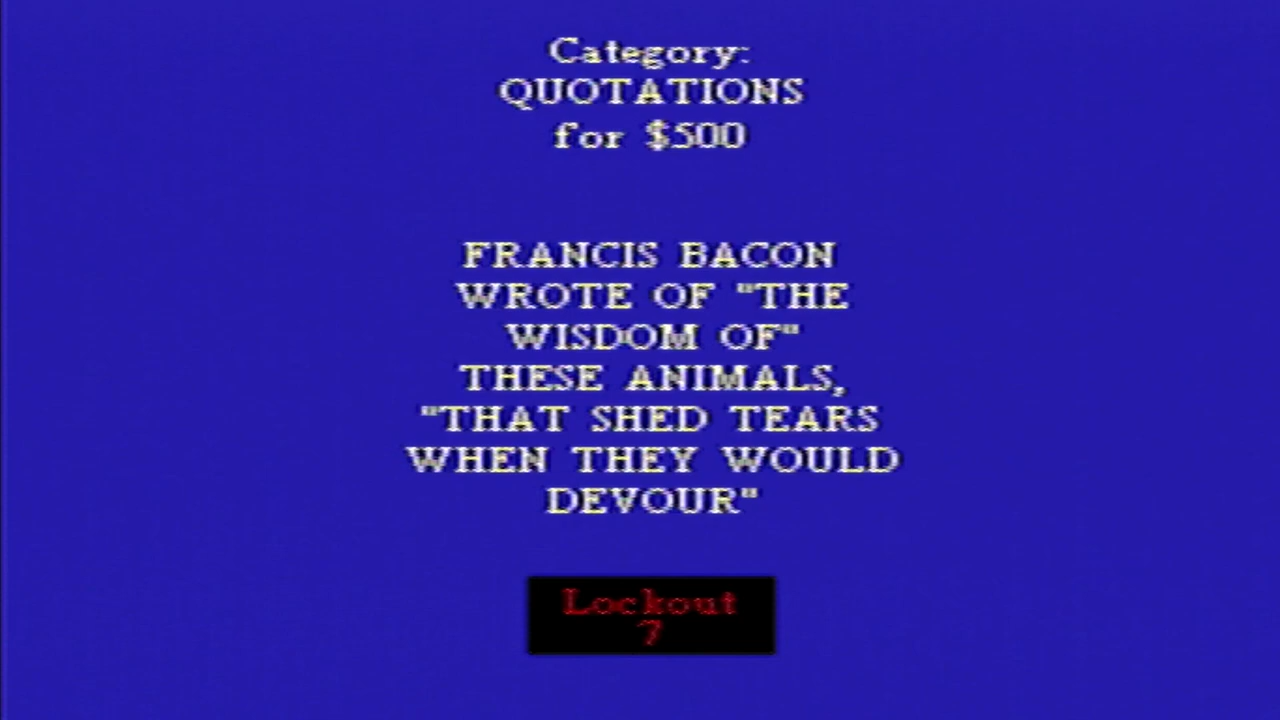 Category:
QUOTATIONS
for $500
FRANCIS BACON
WROTE OF "THE
WISDOM OF"
THESE ANIMALS,
"THAT SHED TEARS
WHEN THEY WOULD
DEVOUR"
Lockout
7